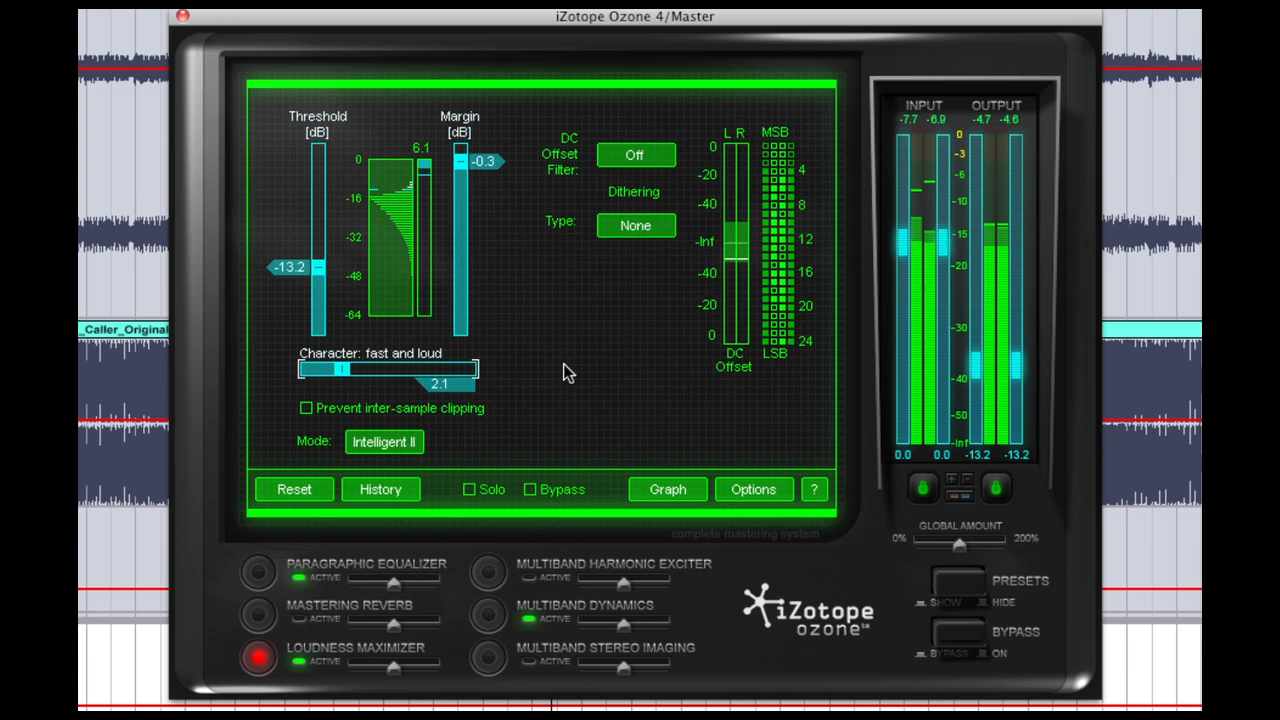 iZotope Ozone 4/Master
Threshold
[dB]
Margin
[dB]
DC
Offset
Filter:
Off
Dithering
Type:
None
L R
MSB
0
-20
-40
-Inf
-40
-20
0
4
8
12
16
20
24
DC
Offset
LSB
6.1
0
-16
-32
-48
-64
-0.3
-13.2
Character: fast and loud
2.1
Prevent inter-sample clipping
Mode:
Intelligent II
Reset
History
Solo
Bypass
Graph
Options
?
complete mastering system
INPUT
OUTPUT
-7.7 -6.9
-4.7 -4.6
0
-3
-6
-10
-15
-20
-30
-40
-50
-Inf
0.0 0.0
-13.2 -13.2
GLOBAL AMOUNT
0%
200%
PRESETS
SHOW
HIDE
BYPASS
BYPASS
ON
PARAGRAPHIC EQUALIZER
ACTIVE
MASTERING REVERB
ACTIVE
LOUDNESS MAXIMIZER
ACTIVE
MULTIBAND HARMONIC EXCITER
ACTIVE
MULTIBAND DYNAMICS
ACTIVE
MULTIBAND STEREO IMAGING
ACTIVE
iZotope
ozone™
_Caller_Original